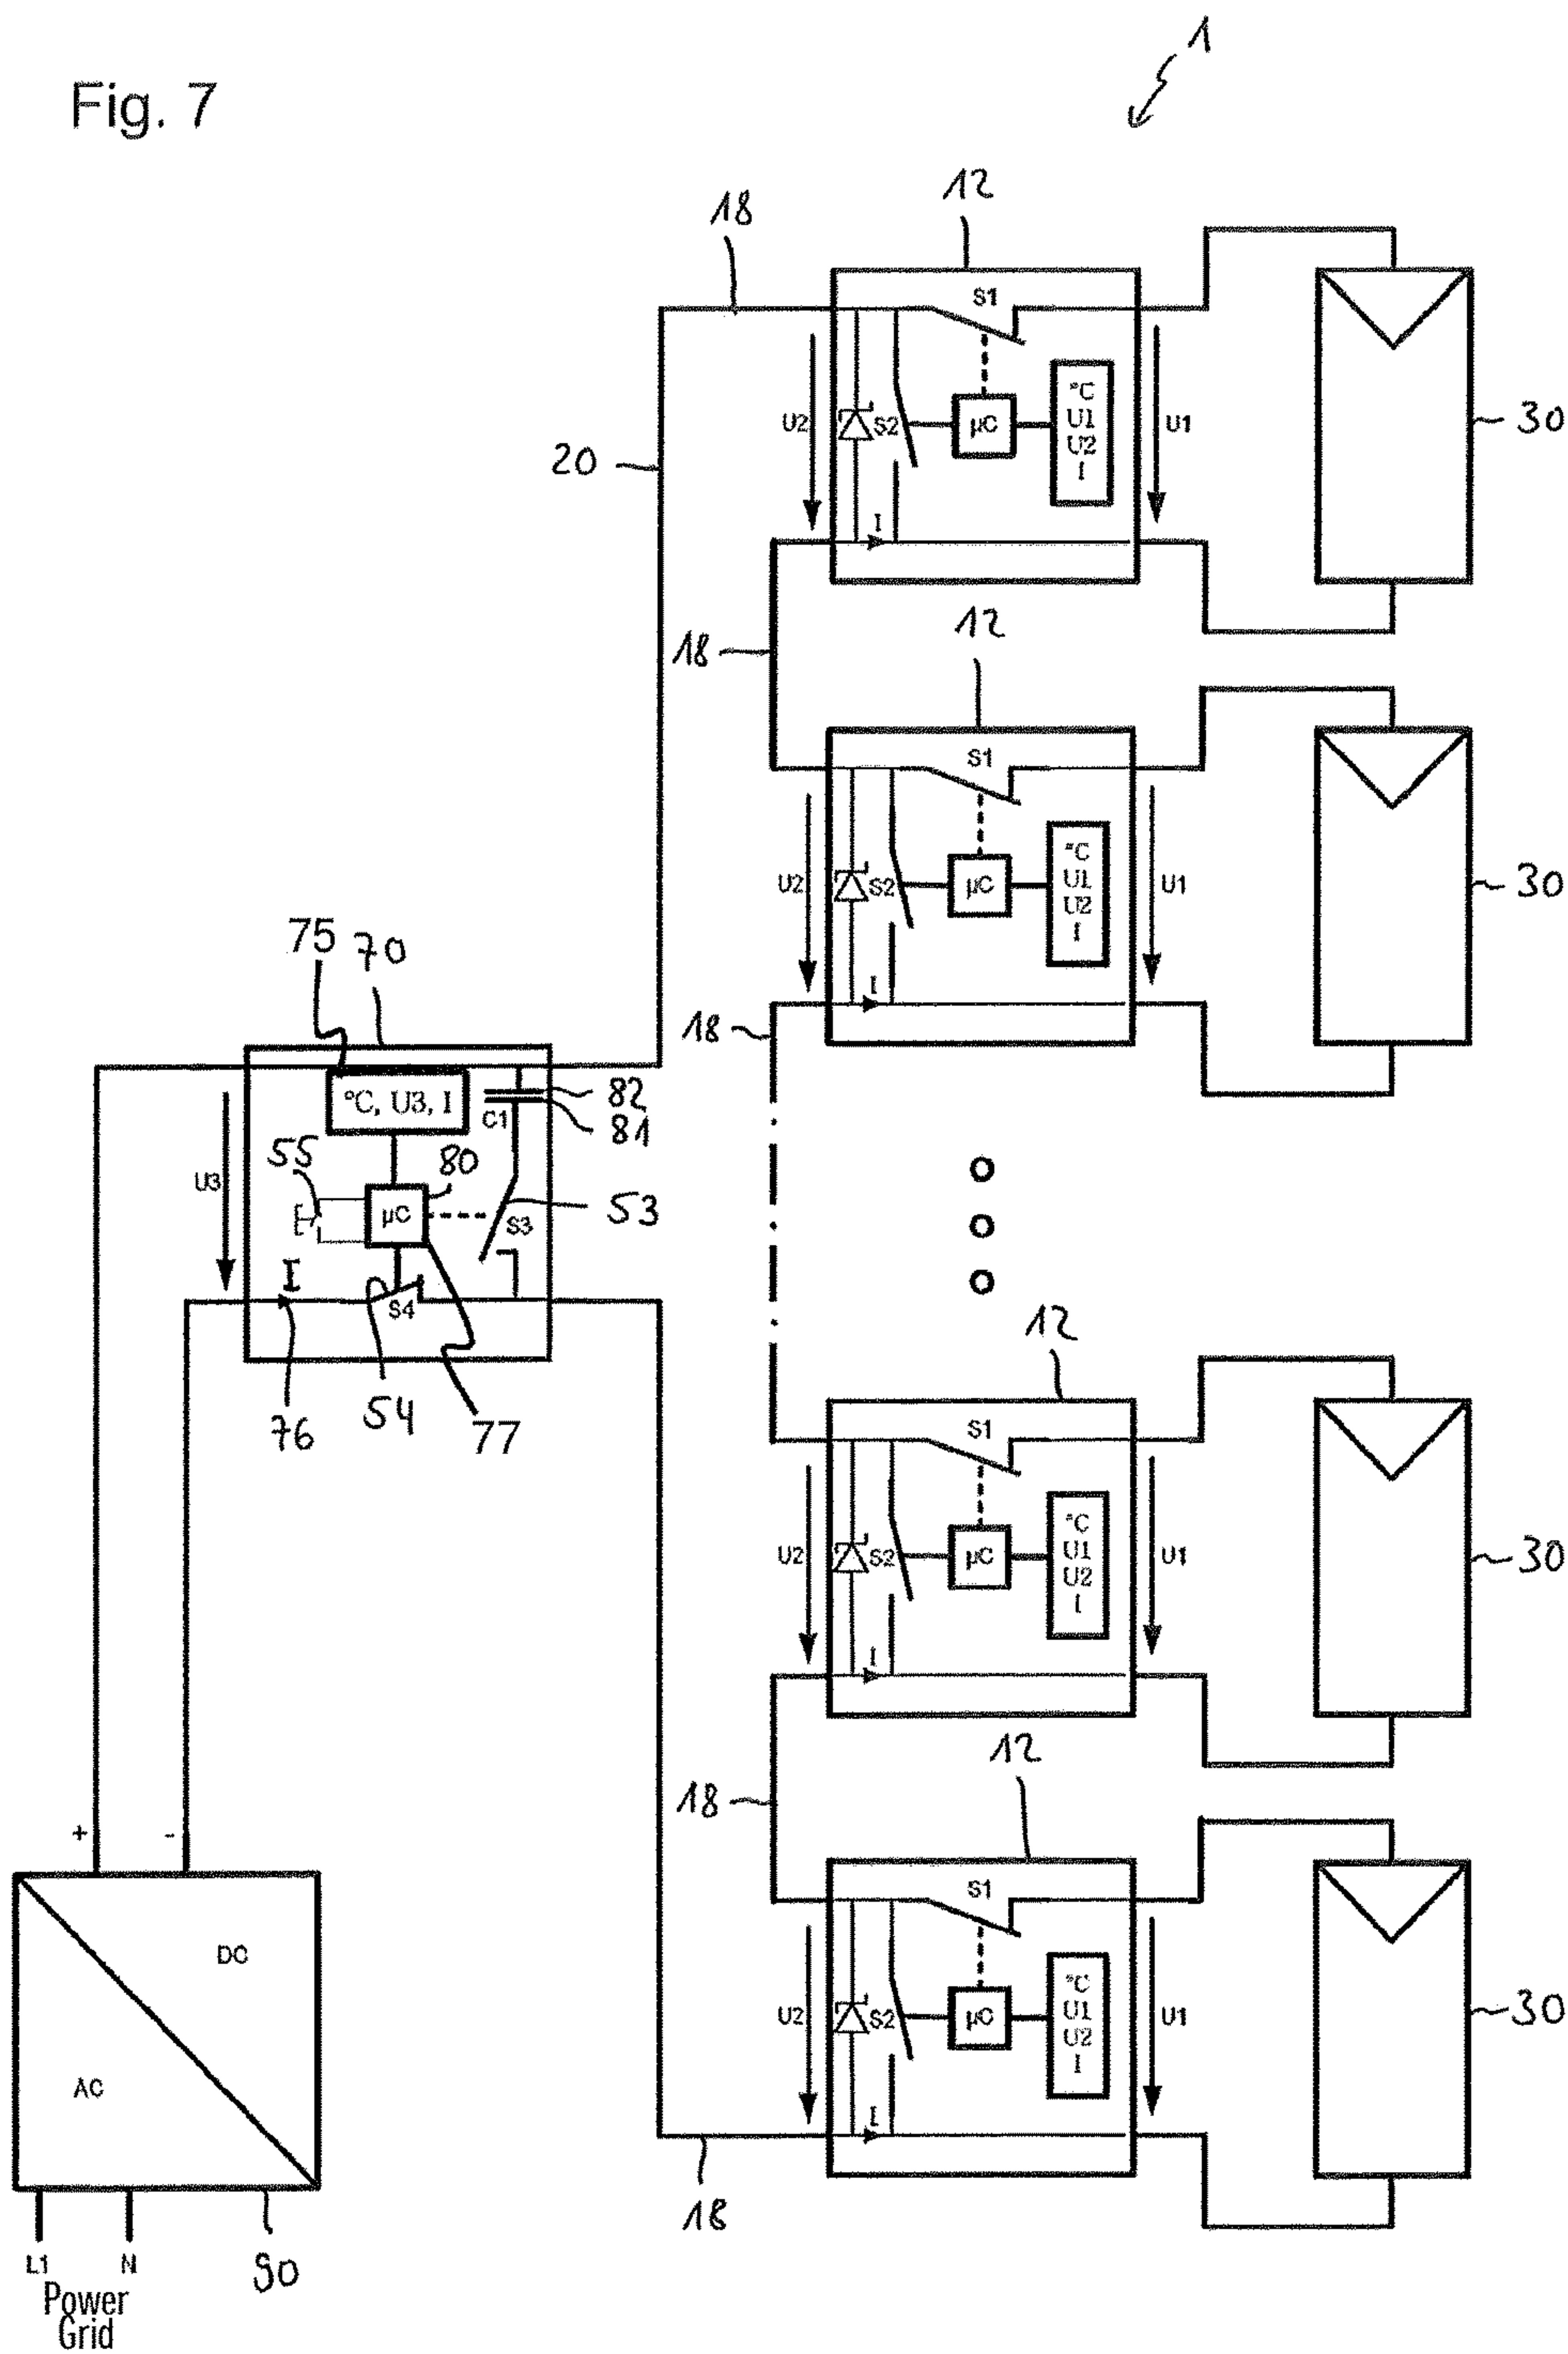 Fig. 7
1
18
12
S1
°C
U1
U2
I
U2
S2
µC
U1
30
20
I
18
12
S1
°C
U1
U2
I
U2
S2
µC
U1
30
I
18
75
70
°C, U3, I
C1
82
81
55
80
U3
µC
53
S3
I
S4
76
54
77
12
S1
°C
U1
U2
I
U2
S2
µC
U1
30
I
18
12
S1
°C
U1
U2
I
U2
S2
µC
U1
30
I
18
+
-
DC
AC
L1
N
90
Power
Grid